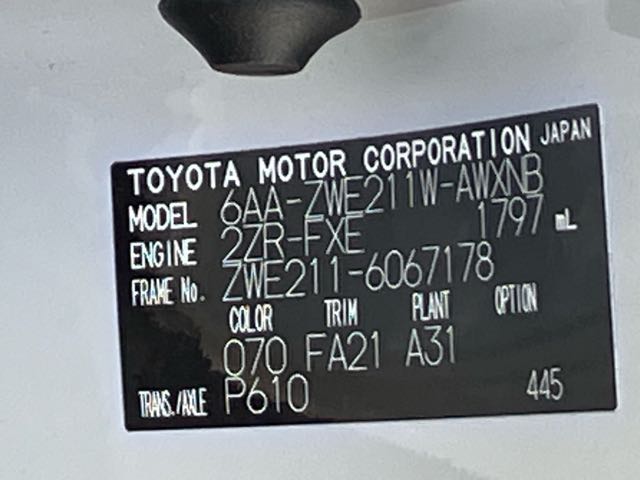 TOYOTA MOTOR CORPORATION JAPAN
MODEL 6AA-ZWE211W-AWXNB
ENGINE 2ZR-FXE 1797 mL
FRAME No. ZWE211-6067178
COLOR TRIM PLANT OPTION
070 FA21 A31
TRANS./AXLE P610 445